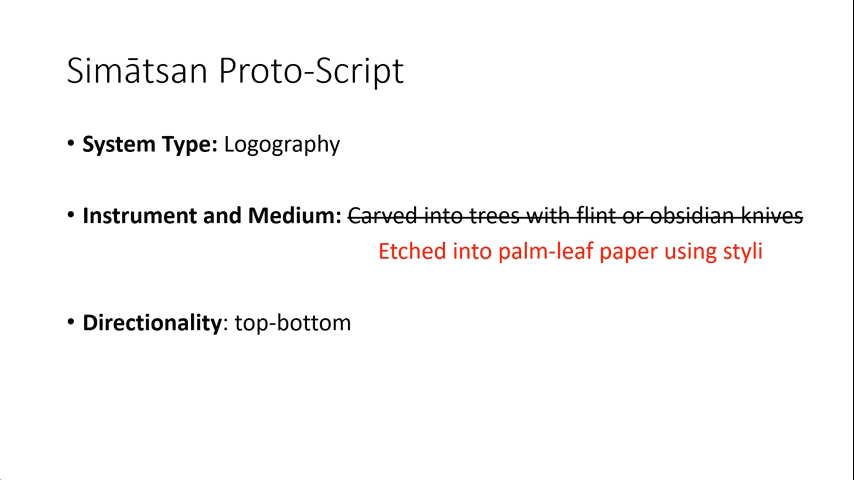 Simātsan Proto-Script
• System Type: Logography
• Instrument and Medium: Carved into trees with flint or obsidian knives
Etched into palm-leaf paper using styli
• Directionality: top-bottom